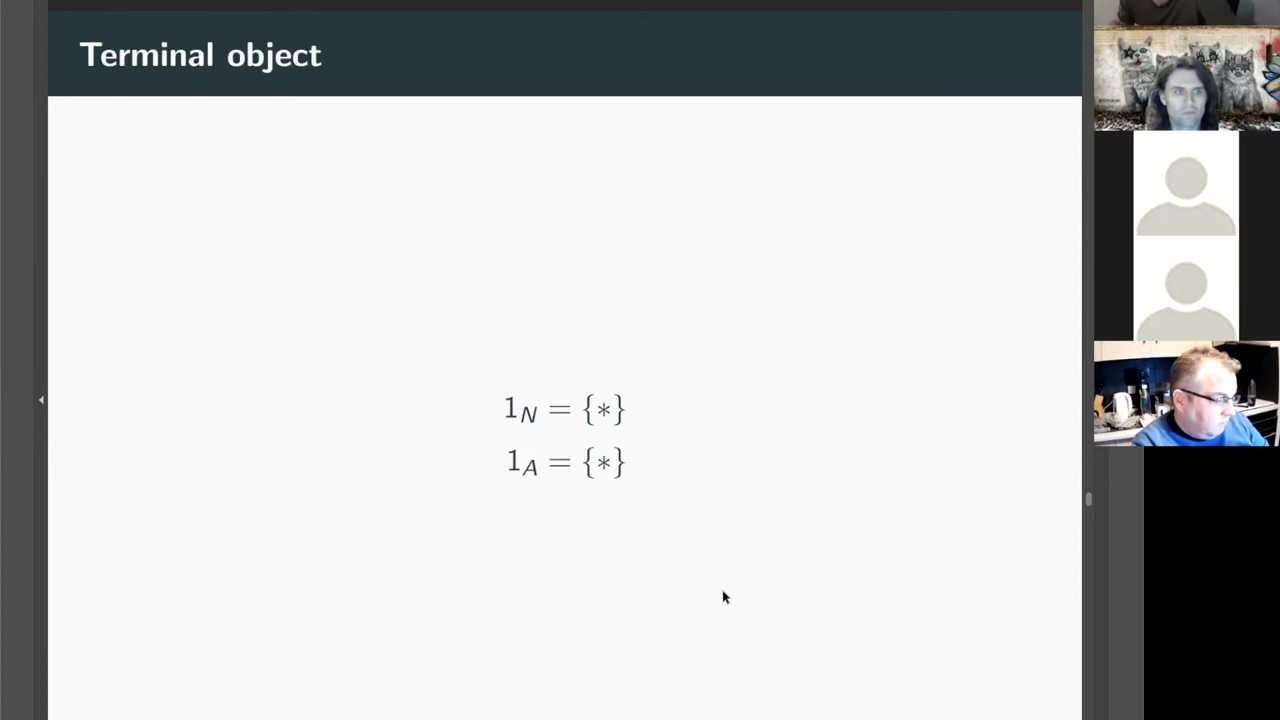 Terminal object
1_N = {*}
1_A = {*}